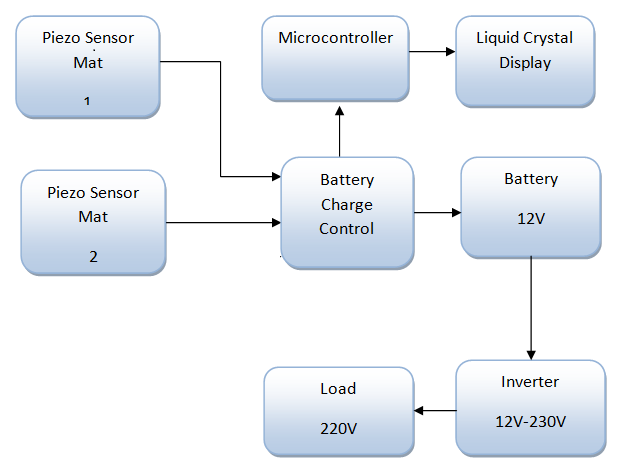 Piezo Sensor
Mat
1
Microcontroller
Liquid Crystal
Display
Piezo Sensor
Mat
2
Battery
Charge
Control
Battery
12V
Load
220V
Inverter
12V-230V